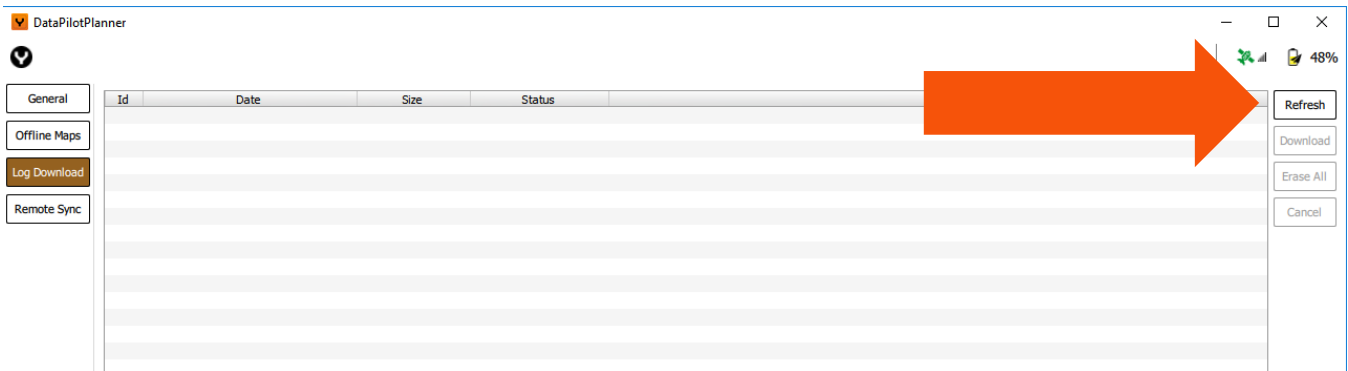 DataPilotPlanner
48%
General
Offline Maps
Log Download
Remote Sync
Id Date Size Status
Refresh
Download
Erase All
Cancel